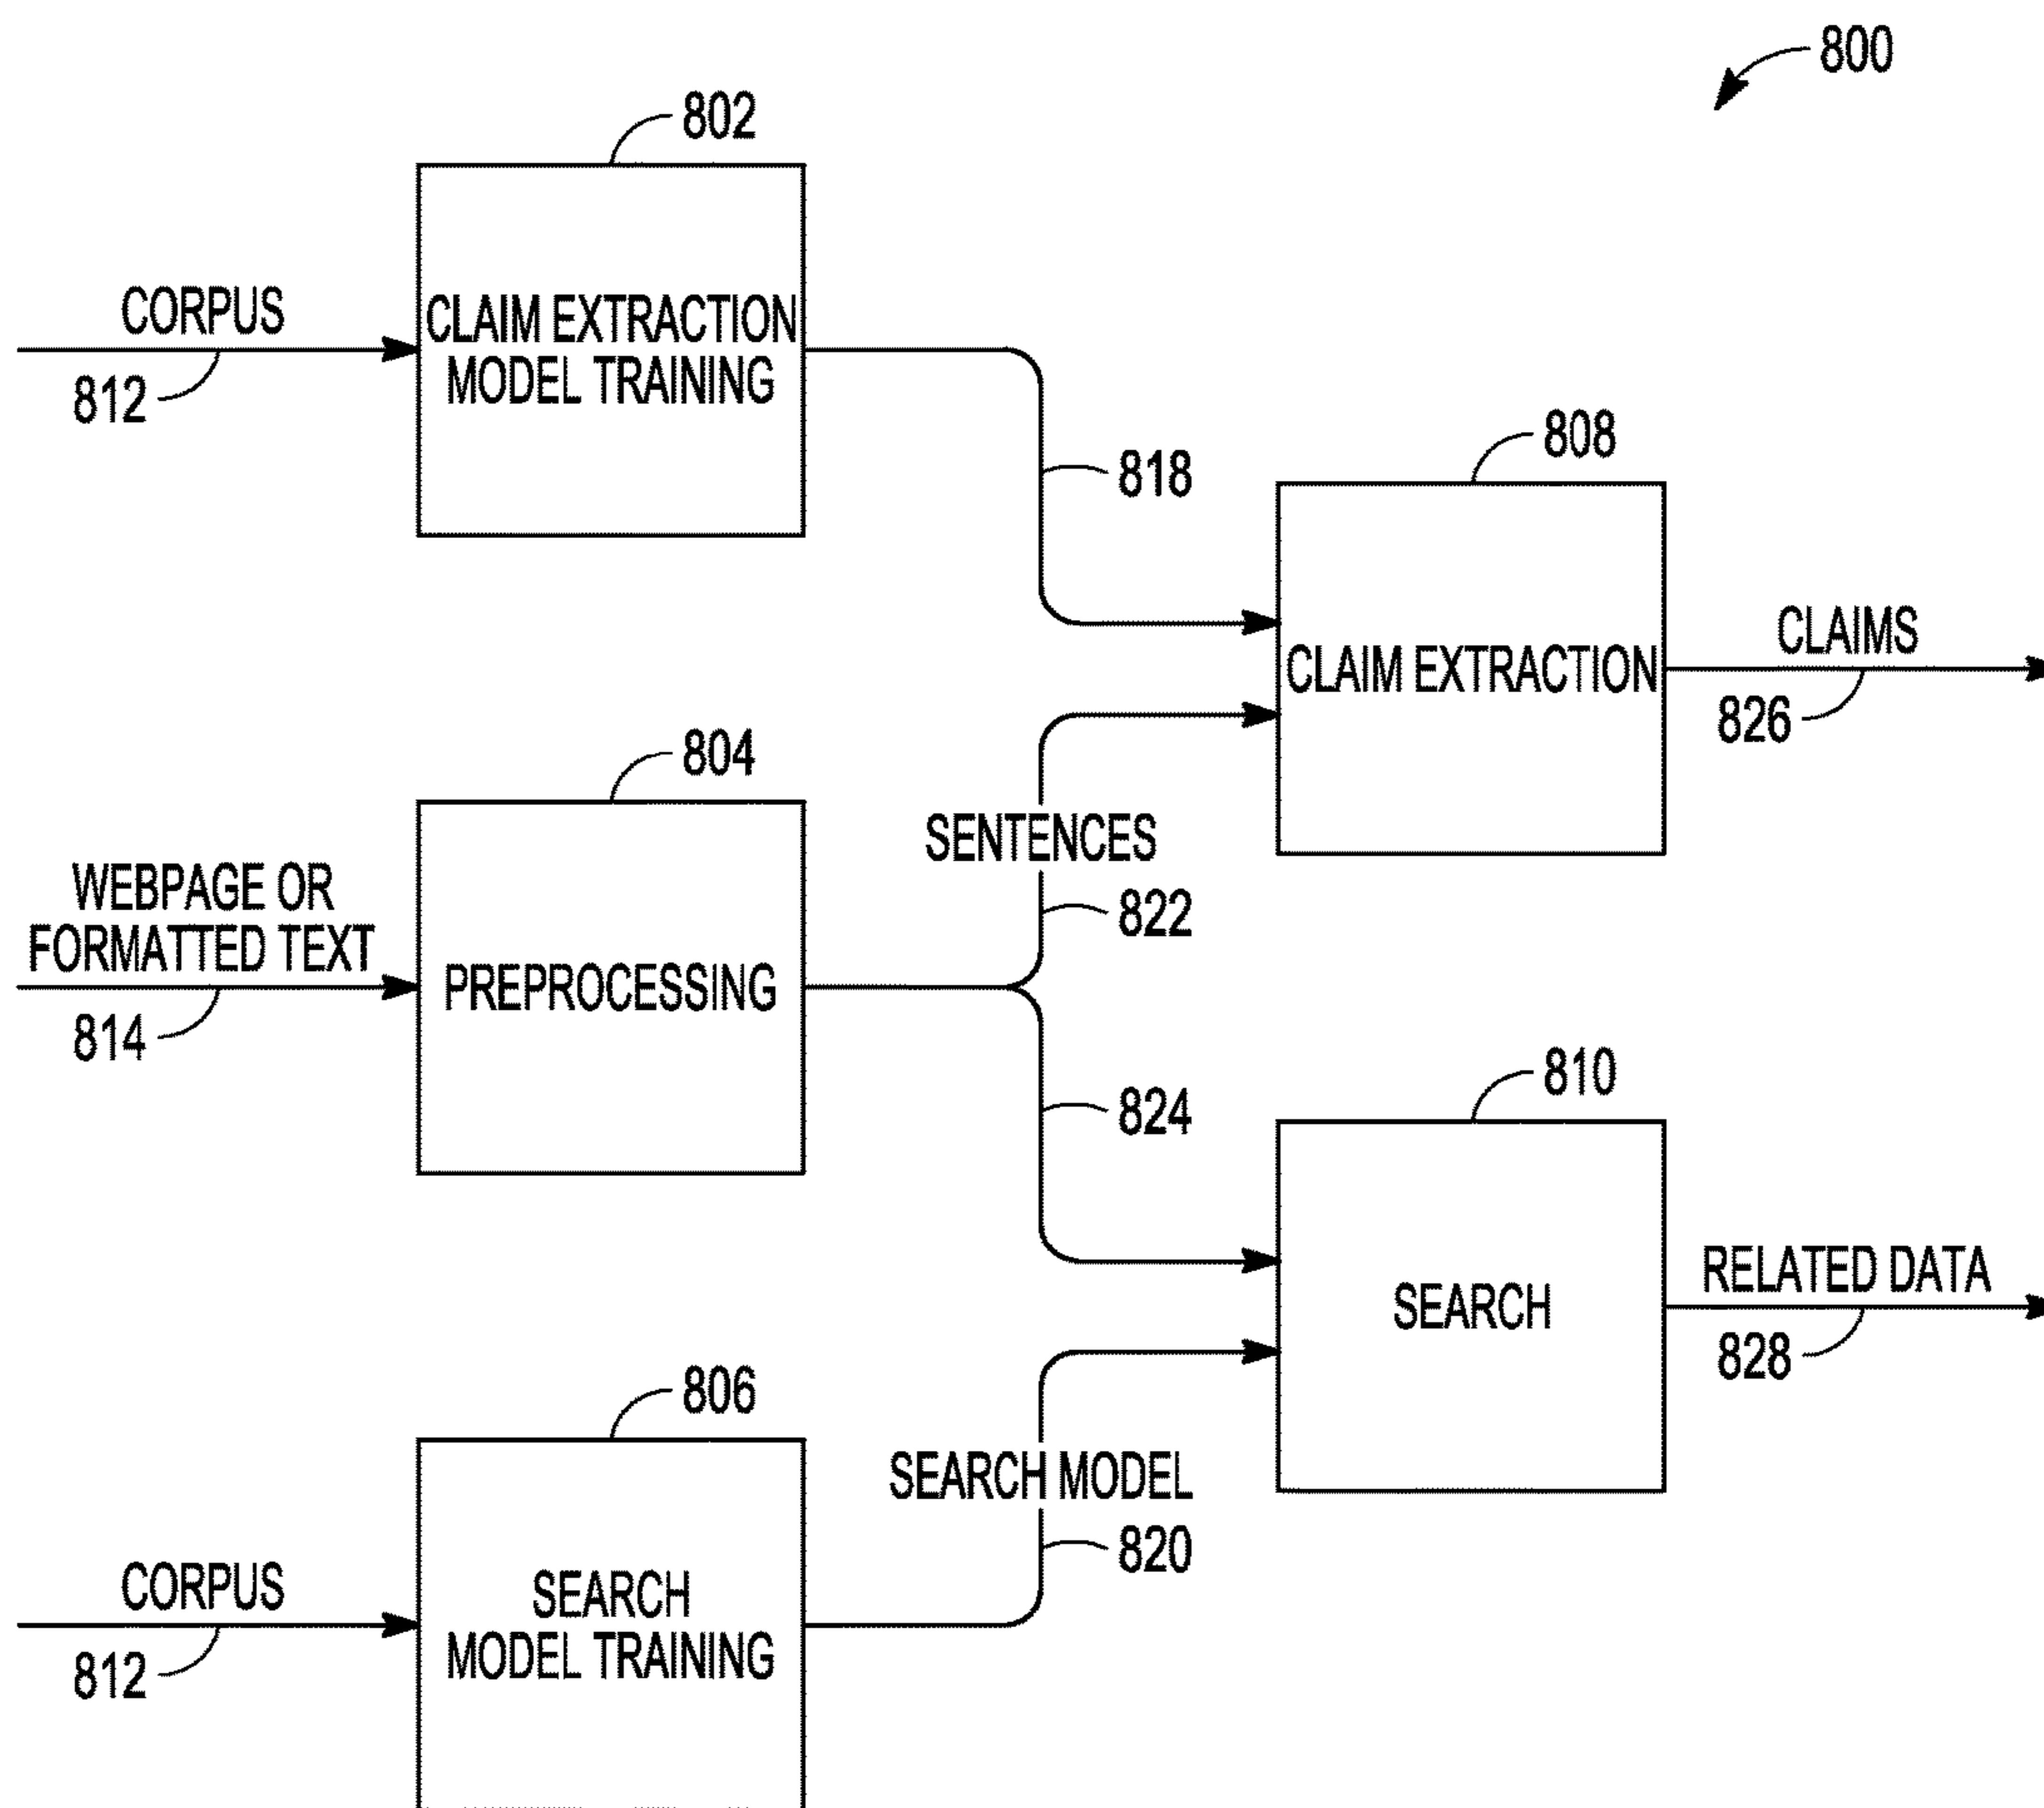 800
802
CORPUS
812
CLAIM EXTRACTION
MODEL TRAINING
818
808
CLAIM EXTRACTION
CLAIMS
826
804
WEBPAGE OR
FORMATTED TEXT
814
PREPROCESSING
SENTENCES
822
824
810
SEARCH
RELATED DATA
828
806
CORPUS
812
SEARCH
MODEL TRAINING
SEARCH MODEL
820